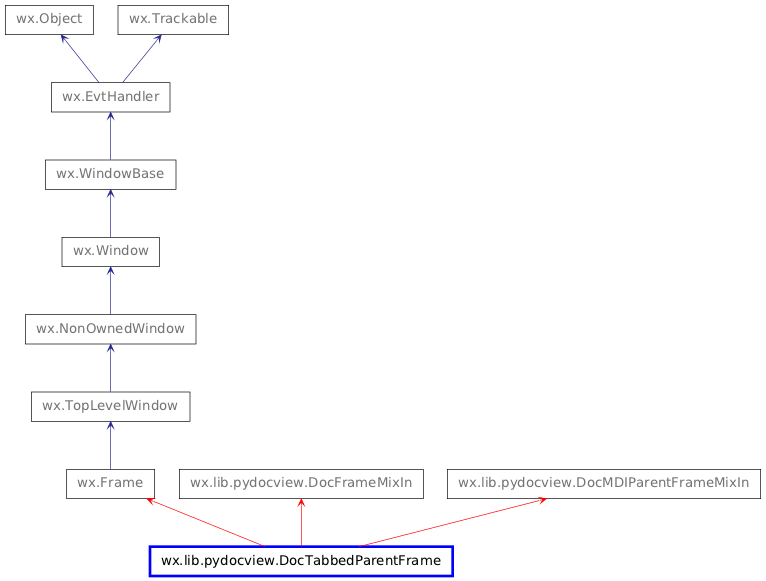 wx.Object
wx.Trackable
wx.EvtHandler
wx.WindowBase
wx.Window
wx.NonOwnedWindow
wx.TopLevelWindow
wx.Frame
wx.lib.pydocview.DocFrameMixIn
wx.lib.pydocview.DocMDIParentFrameMixIn
wx.lib.pydocview.DocTabbedParentFrame